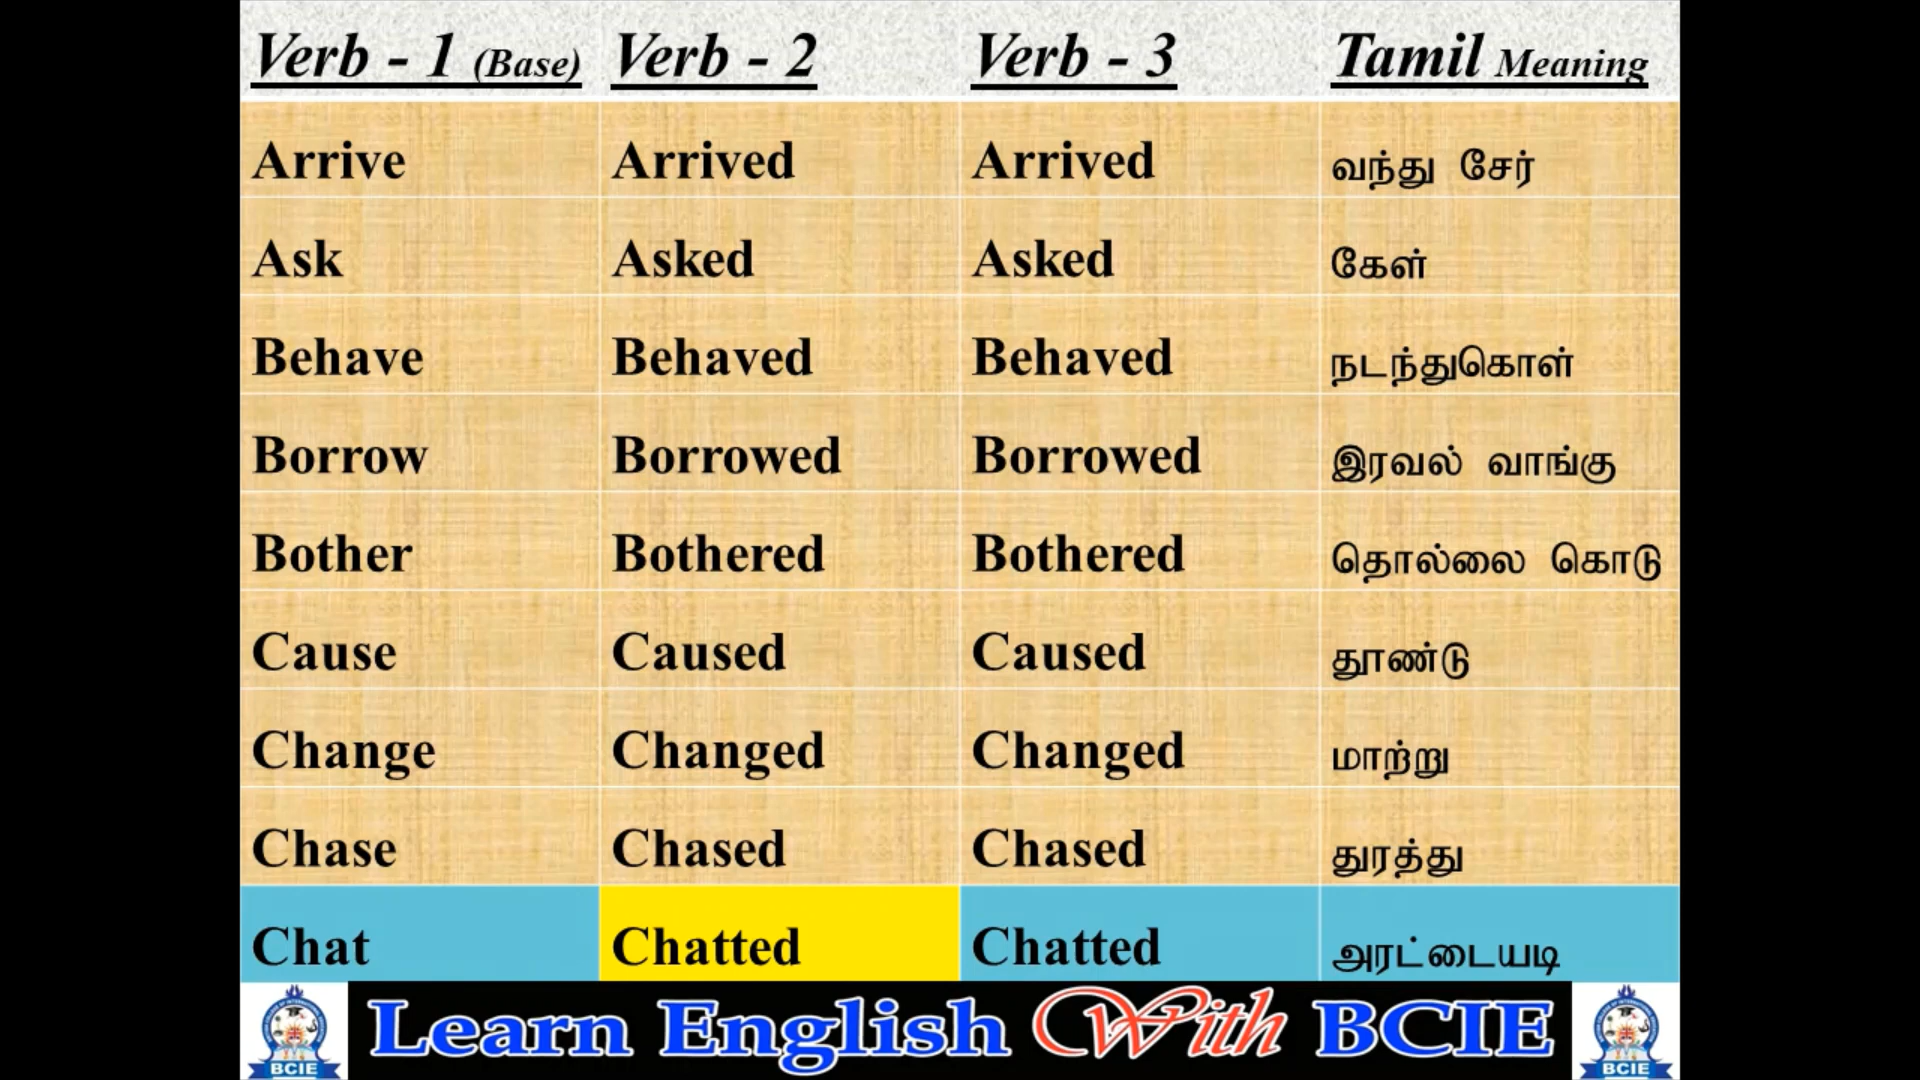 Verb - 1 (Base) Verb - 2 Verb - 3 Tamil Meaning
Arrive Arrived Arrived வந்து சேர்
Ask Asked Asked கேள்
Behave Behaved Behaved நடந்துகொள்
Borrow Borrowed Borrowed இரவல் வாங்கு
Bother Bothered Bothered தொல்லை கொடு
Cause Caused Caused தூண்டு
Change Changed Changed மாற்று
Chase Chased Chased துரத்து
Chat Chatted Chatted அரட்டையடி
BCIE Learn English With BCIE BCIE